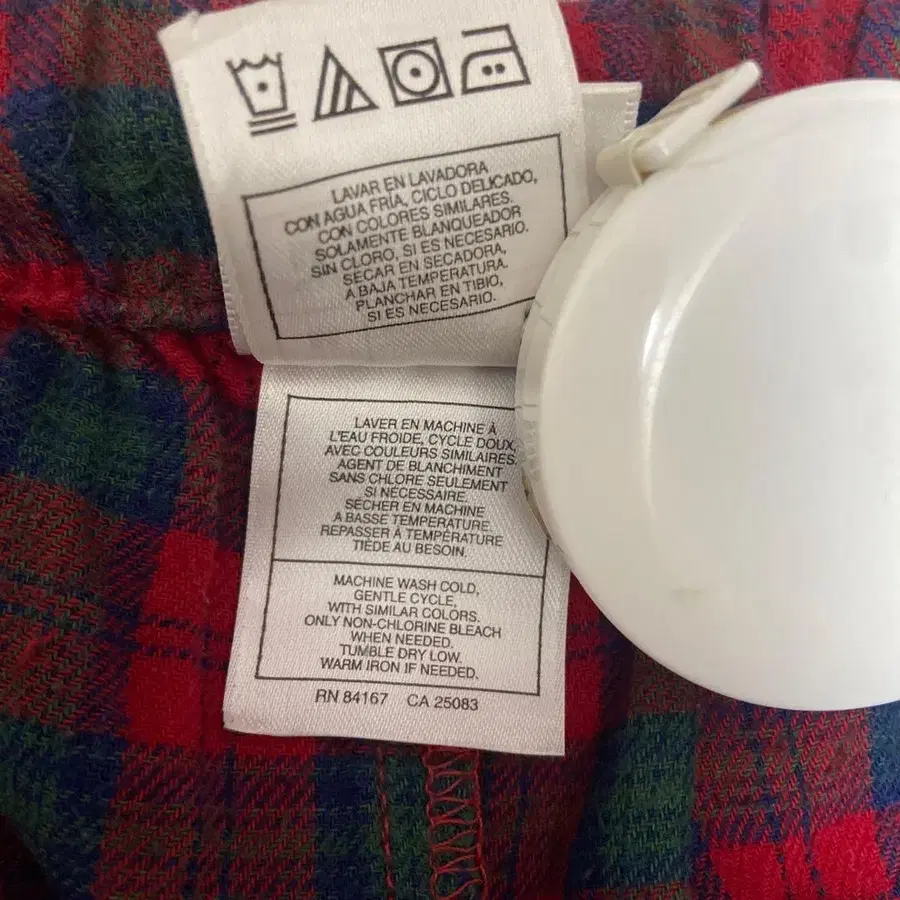 LAVAR EN LAVADORA
CON AGUA FRÍA, CICLO DELICADO,
CON COLORES SIMILARES.
SOLAMENTE BLANQUEADOR
SIN CLORO, SI ES NECESARIO.
SECAR EN SECADORA,
A BAJA TEMPERATURA.
PLANCHAR EN TIBIO,
SI ES NECESARIO.
LAVER EN MACHINE À
L'EAU FROIDE, CYCLE DOUX,
AVEC COULEURS SIMILAIRES.
AGENT DE BLANCHIMENT
SANS CHLORE SEULEMENT
SI NÉCESSAIRE.
SÉCHER EN MACHINE
A BASSE TEMPERATURE.
REPASSER À TEMPÉRATURE
TIÈDE AU BESOIN.
MACHINE WASH COLD,
GENTLE CYCLE,
WITH SIMILAR COLORS.
ONLY NON-CHLORINE BLEACH
WHEN NEEDED.
TUMBLE DRY LOW.
WARM IRON IF NEEDED.
RN 84167 CA 25083